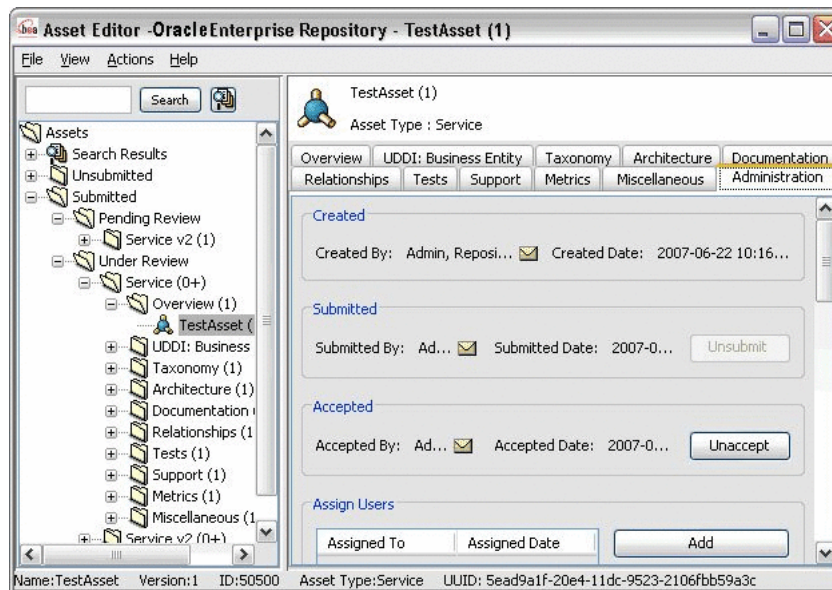 bea Asset Editor -Oracle Enterprise Repository - TestAsset (1)
File View Actions Help
Search
Assets
Search Results
Unsubmitted
Submitted
Pending Review
Service v2 (1)
Under Review
Service (0+)
Overview (1)
TestAsset (
UDDI: Business
Taxonomy (1)
Architecture (1)
Documentation (
Relationships (1
Tests (1)
Support (1)
Metrics (1)
Miscellaneous (1
Service v2 (0+)
TestAsset (1)
Asset Type : Service
Overview UDDI: Business Entity Taxonomy Architecture Documentation
Relationships Tests Support Metrics Miscellaneous Administration
Created
Created By: Admin, Reposi... Created Date: 2007-06-22 10:16...
Submitted
Submitted By: Ad... Submitted Date: 2007-0... Unsubmit
Accepted
Accepted By: Ad... Accepted Date: 2007-0... Unaccept
Assign Users
Assigned To Assigned Date Add
Name:TestAsset Version:1 ID:50500 Asset Type:Service UUID: 5ead9a1f-20e4-11dc-9523-2106fbb59a3c